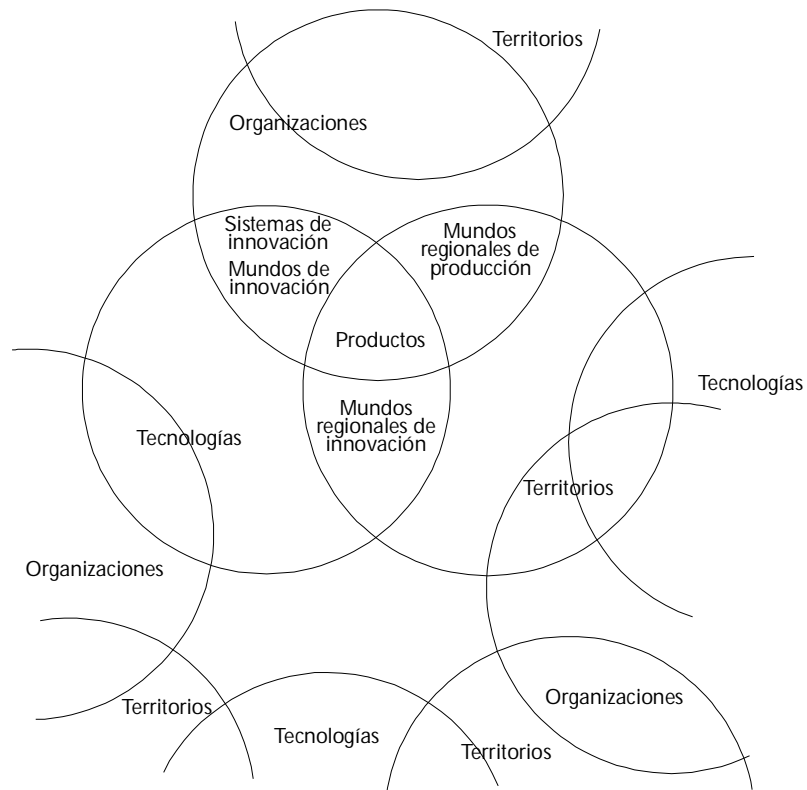 Territorios
Organizaciones
Sistemas de
innovación
Mundos de
innovación
Mundos
regionales de
producción
Productos
Tecnologías
Mundos
regionales de
innovación
Tecnologías
Territorios
Organizaciones
Organizaciones
Territorios
Tecnologías
Territorios